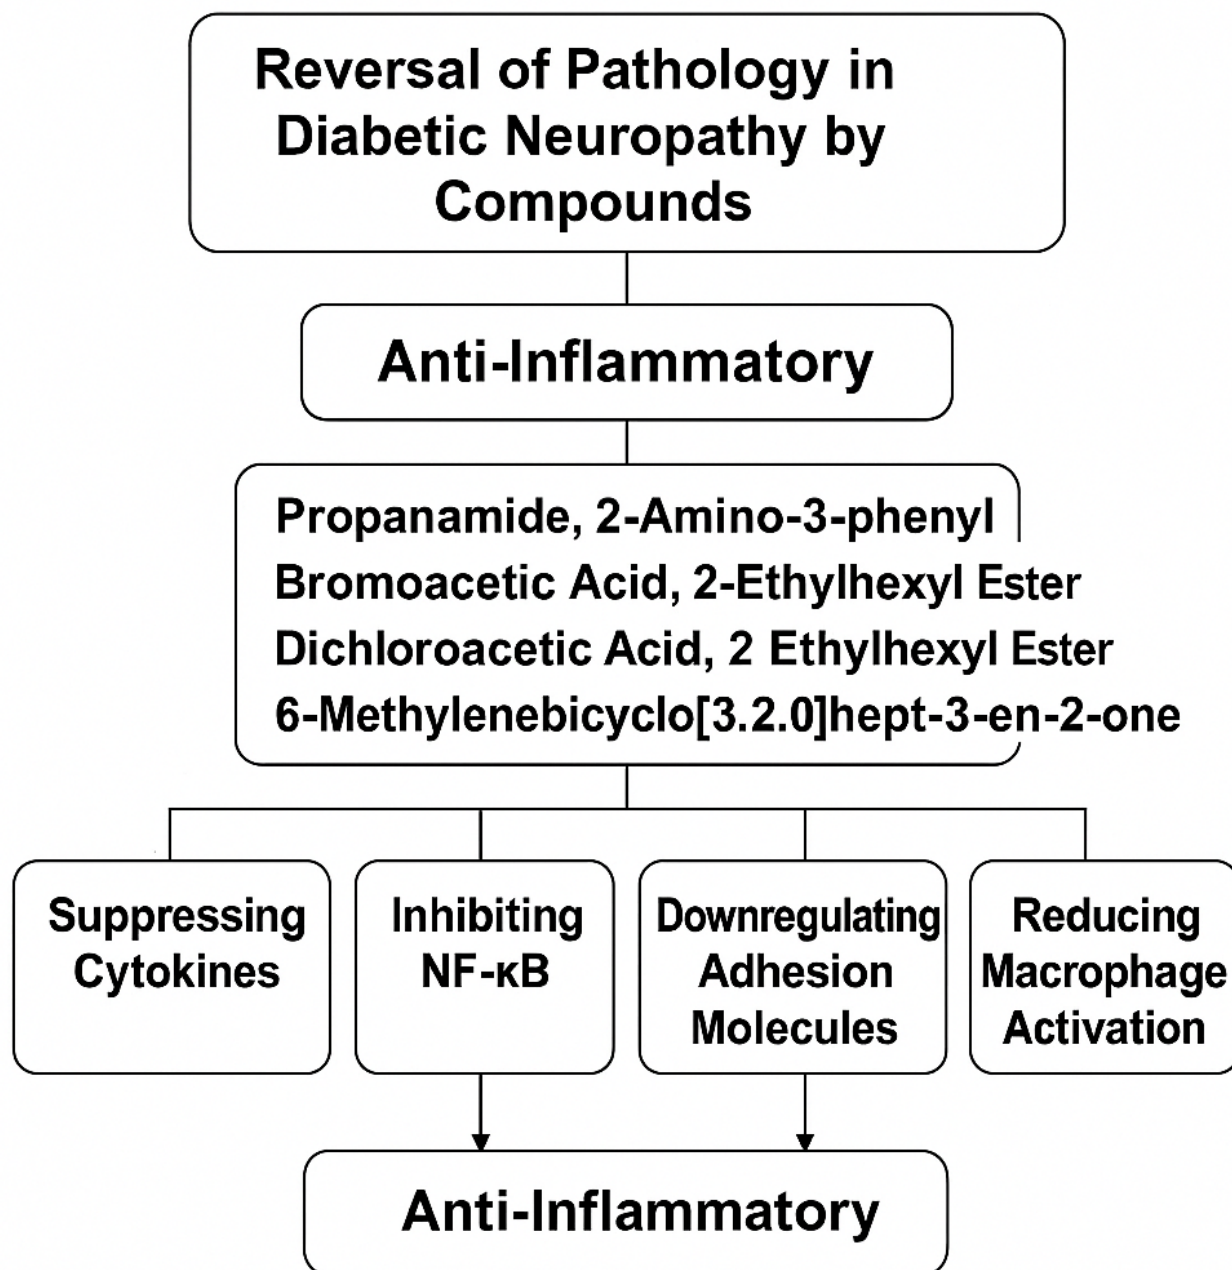 Reversal of Pathology in
Diabetic Neuropathy by
Compounds
Anti-Inflammatory
Propanamide, 2-Amino-3-phenyl
Bromoacetic Acid, 2-Ethylhexyl Ester
Dichloroacetic Acid, 2 Ethylhexyl Ester
6-Methylenebicyclo[3.2.0]hept-3-en-2-one
Suppressing
Cytokines
Inhibiting
NF-κB
Downregulating
Adhesion
Molecules
Reducing
Macrophage
Activation
Anti-Inflammatory